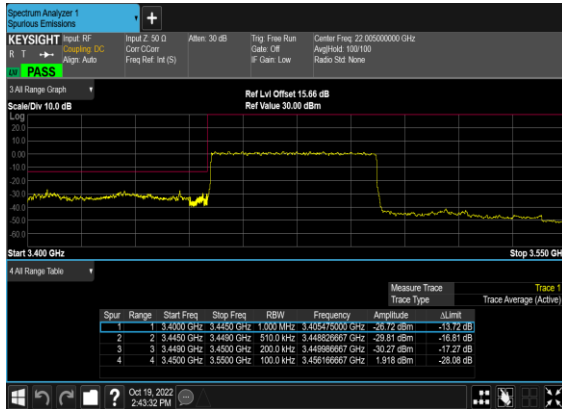 Spectrum Analyzer 1
Spurious Emissions
KEYSIGHT Input: RF Input Z: 50 Ω Atten: 30 dB Trig: Free Run Center Freq: 22.005000000 GHz
R T Coupling: DC Corr CCorr Gate: Off Avg|Hold: 100/100
Align: Auto Freq Ref: Int (S) IF Gain: Low Radio Std: None
PASS
3 All Range Graph
Ref Lvl Offset 15.66 dB
Scale/Div 10.0 dB Ref Value 30.00 dBm
Log
20.0
10.0
0.00
-10.0
-20.0
-30.0
-40.0
-50.0
-60.0
Start 3.400 GHz Stop 3.550 GH
4 All Range Table
Measure Trace Trace 1
Trace Type Trace Average (Active)
Spur Range Start Freq Stop Freq RBW Frequency Amplitude ΔLimit
1 1 3.4000 GHz 3.4450 GHz 1.000 MHz 3.405475000 GHz -26.72 dBm -13.72 dB
2 2 3.4450 GHz 3.4490 GHz 510.0 kHz 3.448826667 GHz -29.81 dBm -16.81 dB
3 3 3.4490 GHz 3.4500 GHz 200.0 kHz 3.449986667 GHz -30.27 dBm -17.27 dB
4 4 3.4500 GHz 3.5500 GHz 100.0 kHz 3.456166667 GHz 1.918 dBm -28.08 dB
? Oct 19, 2022
2:43:32 PM